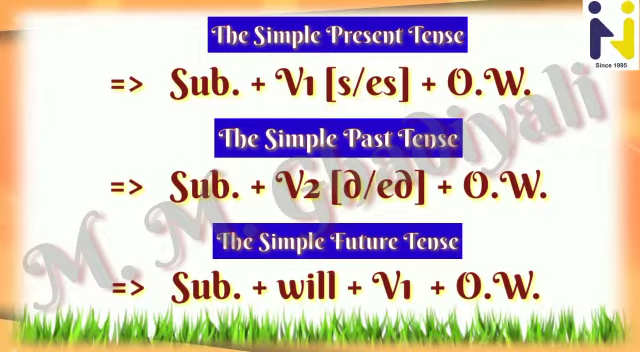 The Simple Present Tense
Since 1995
=> Sub. + V1 [s/es] + O.W.
The Simple Past Tense
=> Sub. + V2 [d/ed] + O.W.
The Simple Future Tense
=> Sub. + will + V1 + O.W.
M. M. Ghadiyali